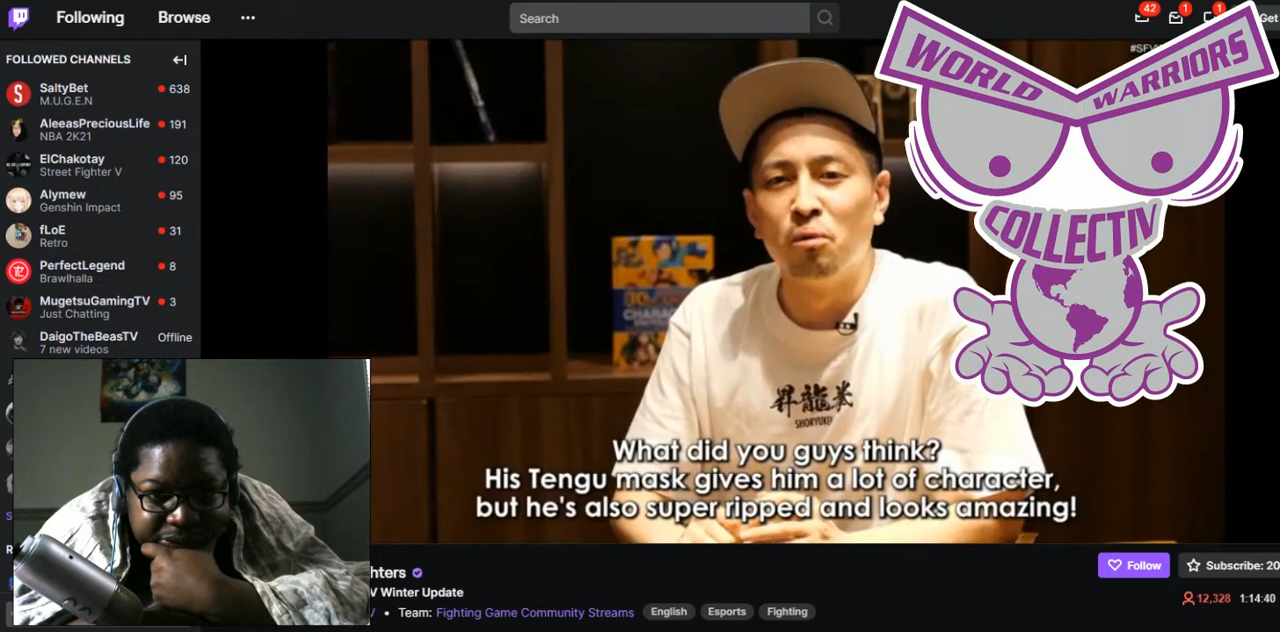 Following
Browse
Search
42
1
1
Get
FOLLOWED CHANNELS
SaltyBet
M.U.G.E.N
638
AleeasPreciousLife
NBA 2K21
191
ElChakotay
Street Fighter V
120
Alymew
Genshin Impact
95
fLoE
Retro
31
PerfectLegend
Brawlhalla
8
MugetsuGamingTV
Just Chatting
3
DaigoTheBeasTV
7 new videos
Offline
#SFV
WORLD WARRIORS
COLLECTIV
昇龍拳
SHORYUKEN
What did you guys think?
His Tengu mask gives him a lot of character,
but he's also super ripped and looks amazing!
hters
V Winter Update
V • Team: Fighting Game Community Streams
English
Esports
Fighting
Follow
Subscribe: 20
12,328
1:14:40